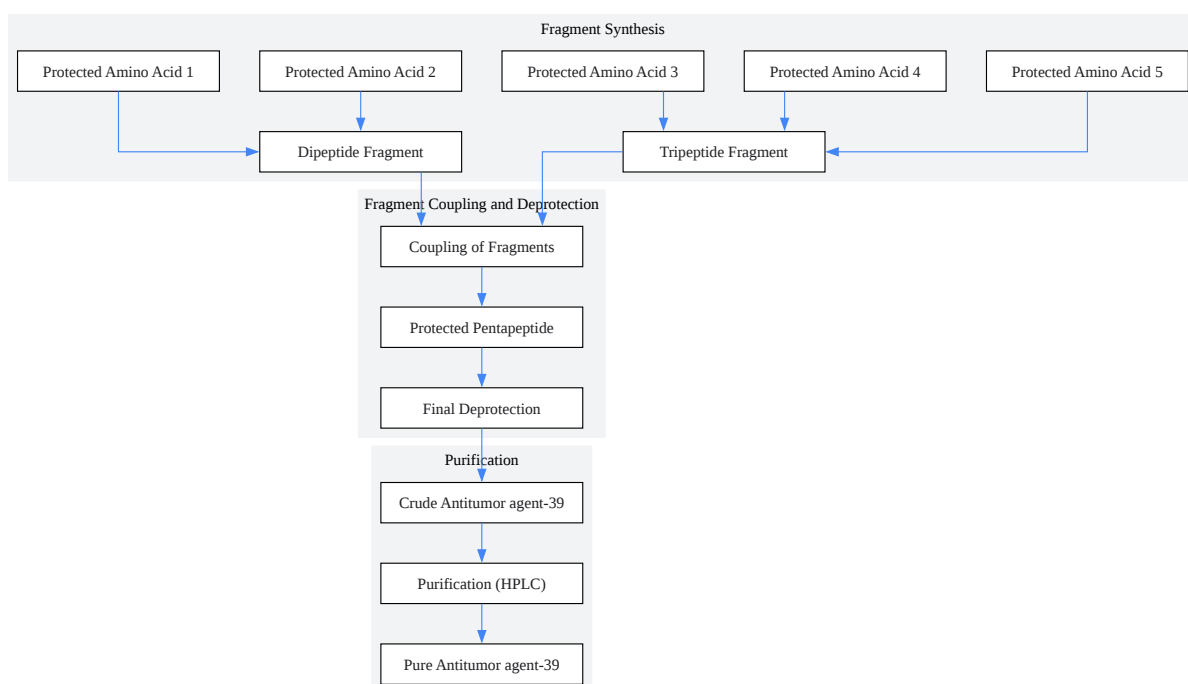 Fragment Synthesis
Protected Amino Acid 1
Protected Amino Acid 2
Protected Amino Acid 3
Protected Amino Acid 4
Protected Amino Acid 5
Dipeptide Fragment
Tripeptide Fragment
Fragment Coupling and Deprotection
Coupling of Fragments
Protected Pentapeptide
Final Deprotection
Purification
Crude Antitumor agent-39
Purification (HPLC)
Pure Antitumor agent-39